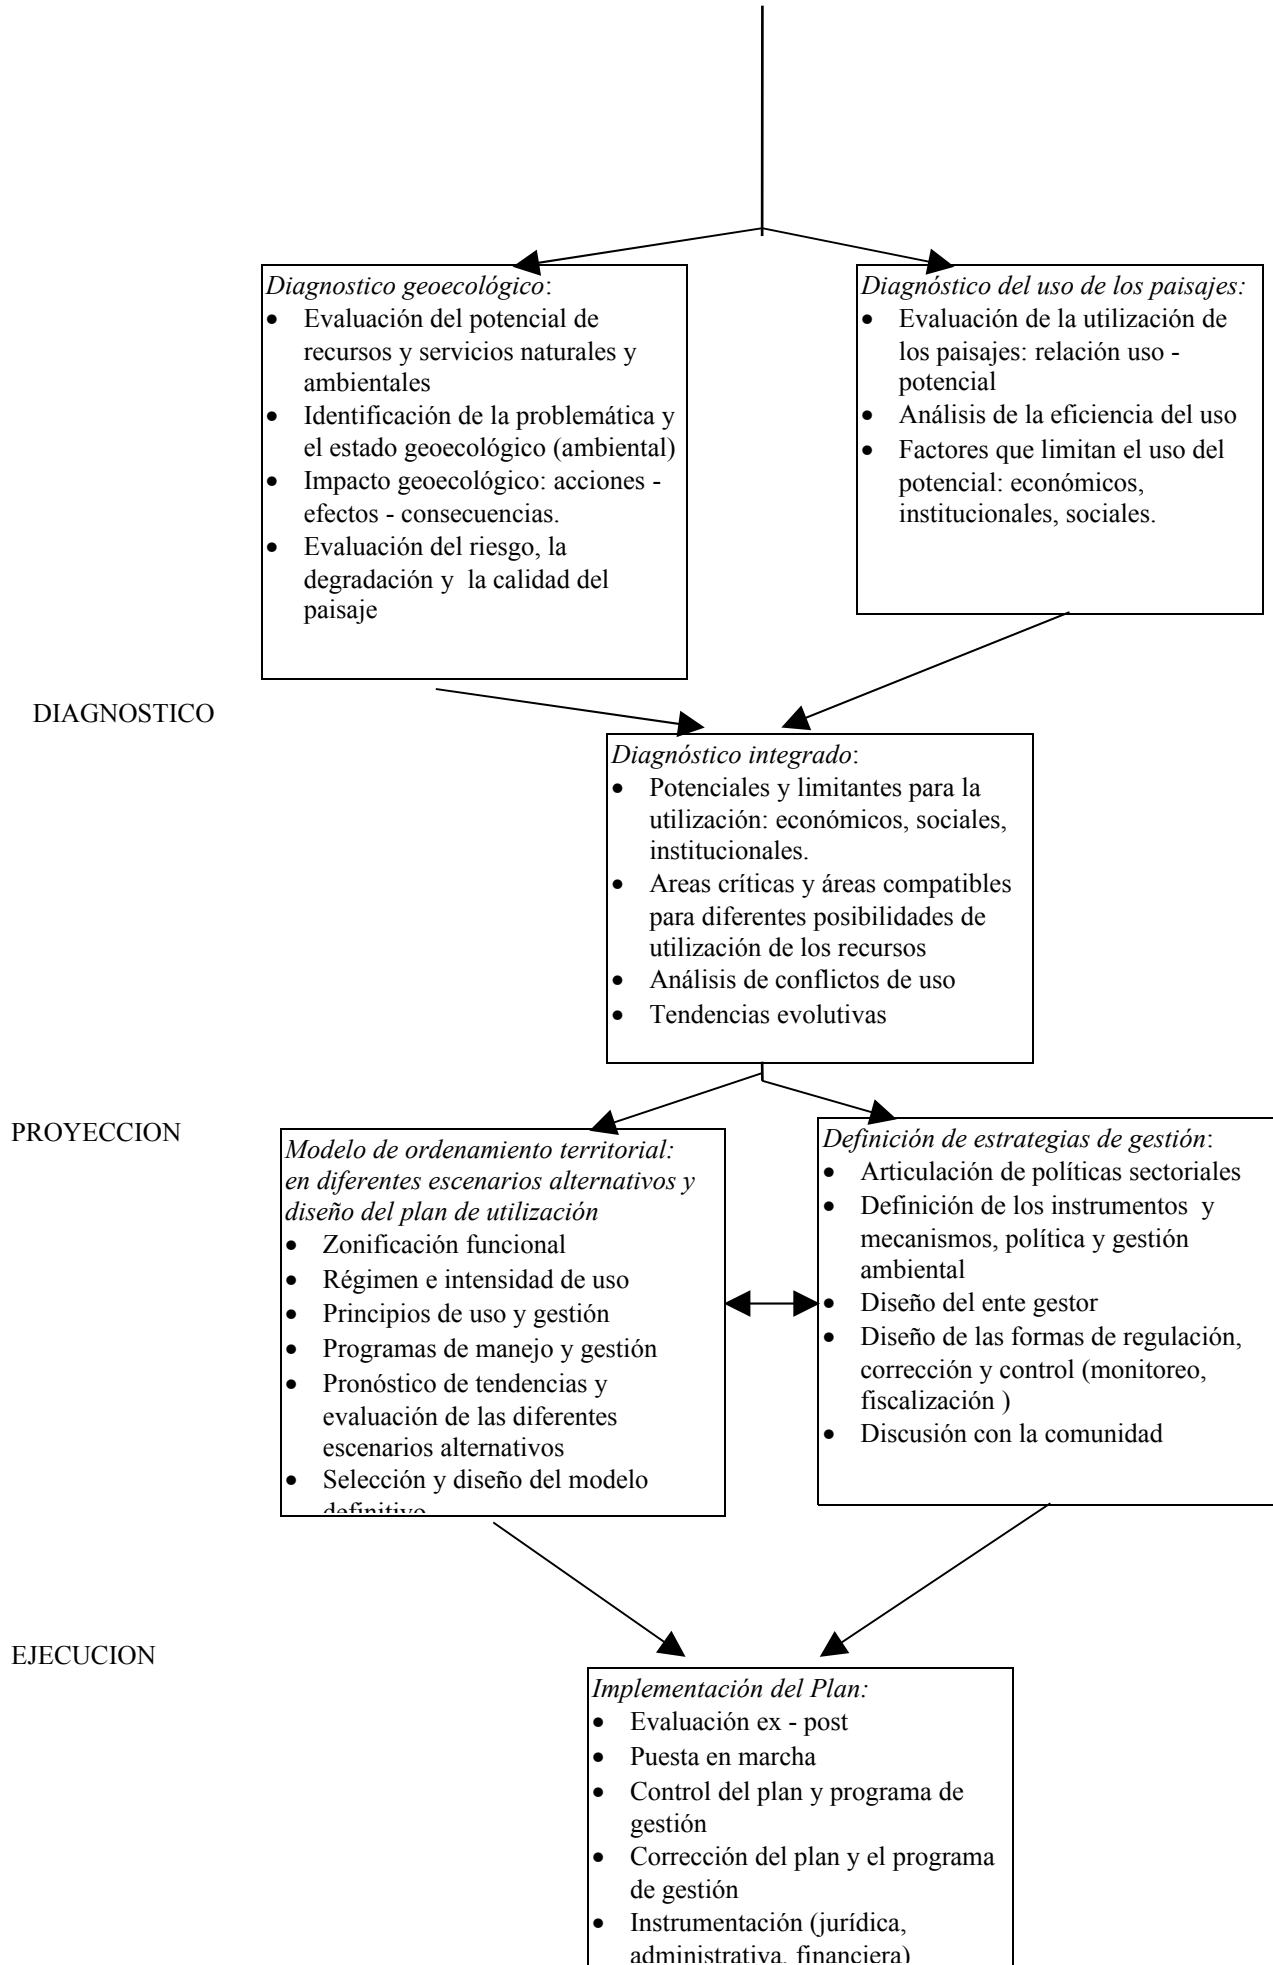 Diagnostico geoecológico:
• Evaluación del potencial de
recursos y servicios naturales y
ambientales
• Identificación de la problemática y
el estado geoecológico (ambiental)
• Impacto geoecológico: acciones -
efectos - consecuencias.
• Evaluación del riesgo, la
degradación y la calidad del
paisaje
Diagnóstico del uso de los paisajes:
• Evaluación de la utilización de
los paisajes: relación uso -
potencial
• Análisis de la eficiencia del uso
• Factores que limitan el uso del
potencial: económicos,
institucionales, sociales.
DIAGNOSTICO
Diagnóstico integrado:
• Potenciales y limitantes para la
utilización: económicos, sociales,
institucionales.
• Areas críticas y áreas compatibles
para diferentes posibilidades de
utilización de los recursos
• Análisis de conflictos de uso
• Tendencias evolutivas
PROYECCION
Modelo de ordenamiento territorial:
en diferentes escenarios alternativos y
diseño del plan de utilización
• Zonificación funcional
• Régimen e intensidad de uso
• Principios de uso y gestión
• Programas de manejo y gestión
• Pronóstico de tendencias y
evaluación de las diferentes
escenarios alternativos
• Selección y diseño del modelo
definitivo
Definición de estrategias de gestión:
• Articulación de políticas sectoriales
• Definición de los instrumentos y
mecanismos, política y gestión
ambiental
• Diseño del ente gestor
• Diseño de las formas de regulación,
corrección y control (monitoreo,
fiscalización )
• Discusión con la comunidad
EJECUCION
Implementación del Plan:
• Evaluación ex - post
• Puesta en marcha
• Control del plan y programa de
gestión
• Corrección del plan y el programa
de gestión
• Instrumentación (jurídica,
administrativa, financiera)